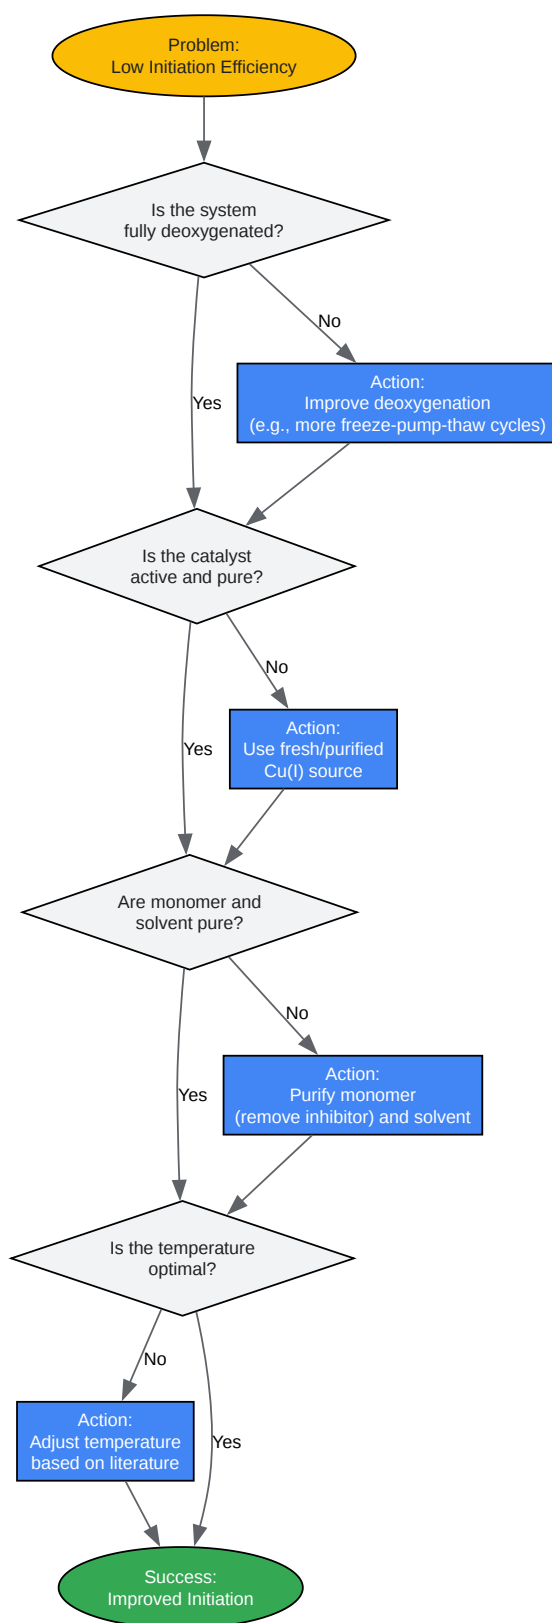 Problem:
Low Initiation Efficiency
Is the system
fully deoxygenated?
No
Yes
Action:
Improve deoxygenation
(e.g., more freeze-pump-thaw cycles)
Is the catalyst
active and pure?
No
Yes
Action:
Use fresh/purified
Cu(I) source
Are monomer and
solvent pure?
No
Yes
Action:
Purify monomer
(remove inhibitor) and solvent
Is the temperature
optimal?
No
Yes
Action:
Adjust temperature
based on literature
Success:
Improved Initiation